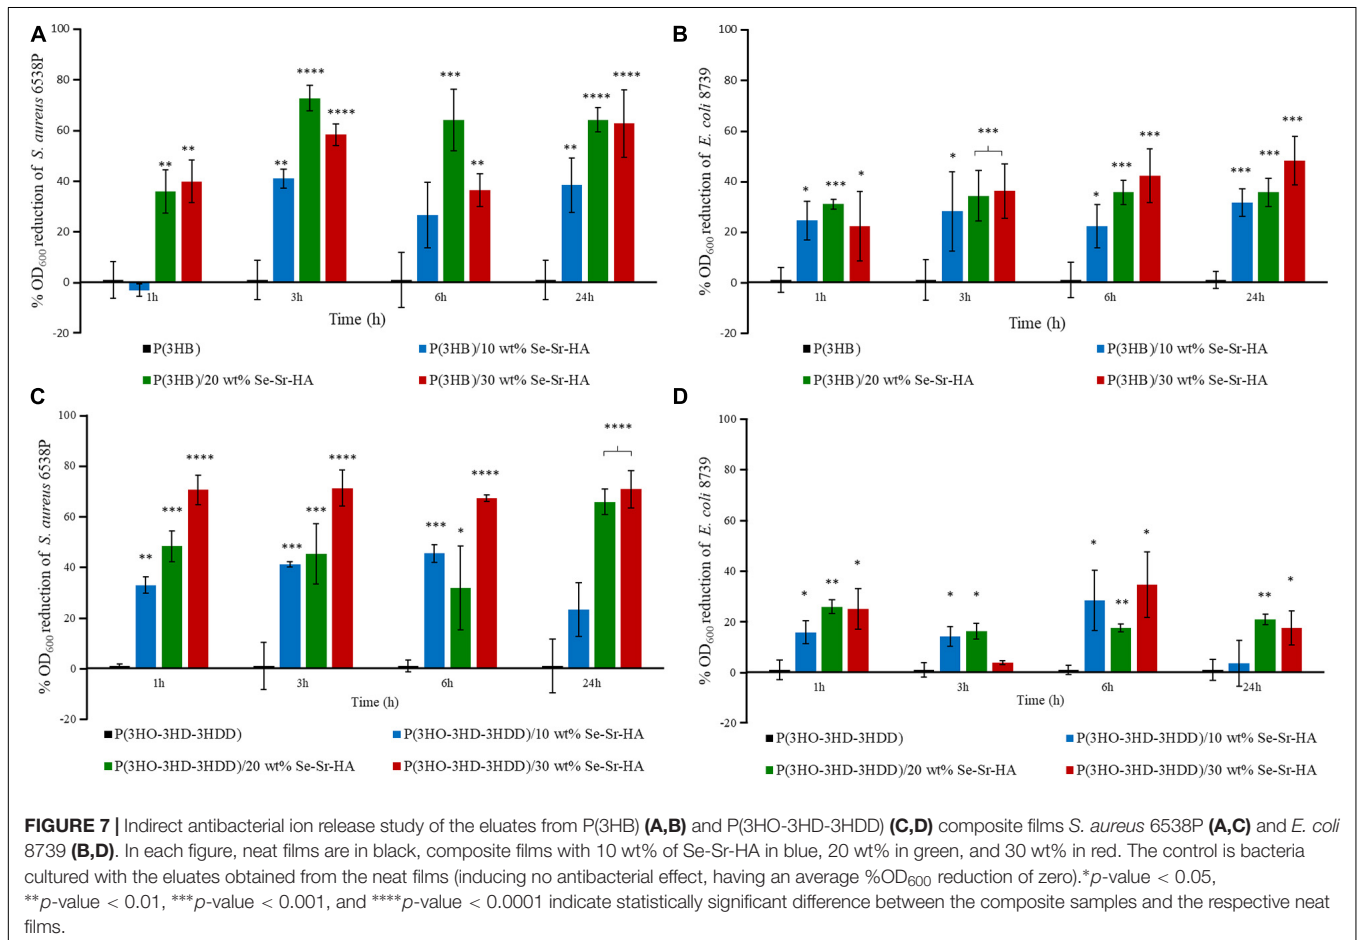 A
% OD600 reduction of S. aureus 6538P
100
80
60
40
20
0
-20
** ** ** **** **** *** ** ** **** ****
1h 3h 6h 24h
Time (h)
P(3HB) P(3HB)/10 wt% Se-Sr-HA
P(3HB)/20 wt% Se-Sr-HA P(3HB)/30 wt% Se-Sr-HA
B
% OD600 reduction of E. coli 8739
100
80
60
40
20
0
-20
* *** * * *** * *** *** *** *** ***
1h 3h 6h 24h
Time (h)
P(3HB) P(3HB)/10 wt% Se-Sr-HA
P(3HB)/20 wt% Se-Sr-HA P(3HB)/30 wt% Se-Sr-HA
C
% OD600 reduction of S. aureus 6538P
100
80
60
40
20
0
-20
** *** **** *** *** **** *** * **** ****
1h 3h 6h 24h
Time (h)
P(3HO-3HD-3HDD) P(3HO-3HD-3HDD)/10 wt% Se-Sr-HA
P(3HO-3HD-3HDD)/20 wt% Se-Sr-HA P(3HO-3HD-3HDD)/30 wt% Se-Sr-HA
D
% OD600 reduction of E. coli 8739
100
80
60
40
20
0
-20
* ** * * * * ** * ** *
1h 3h 6h 24h
Time (h)
P(3HO-3HD-3HDD) P(3HO-3HD-3HDD)/10 wt% Se-Sr-HA
P(3HO-3HD-3HDD)/20 wt% Se-Sr-HA P(3HO-3HD-3HDD)/30 wt% Se-Sr-HA
FIGURE 7 | Indirect antibacterial ion release study of the eluates from P(3HB) (A,B) and P(3HO-3HD-3HDD) (C,D) composite films S. aureus 6538P (A,C) and E. coli
8739 (B,D). In each figure, neat films are in black, composite films with 10 wt% of Se-Sr-HA in blue, 20 wt% in green, and 30 wt% in red. The control is bacteria
cultured with the eluates obtained from the neat films (inducing no antibacterial effect, having an average %OD600 reduction of zero).*p-value < 0.05,
**p-value < 0.01, ***p-value < 0.001, and ****p-value < 0.0001 indicate statistically significant difference between the composite samples and the respective neat
films.